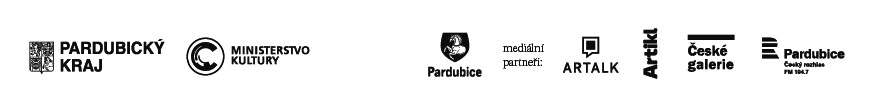 PARDUBICKÝ
KRAJ
MINISTERSTVO
KULTURY
Pardubice
mediální
partneři:
ARTALK
Artikl
České
galerie
Pardubice
Český rozhlas
FM 104.7